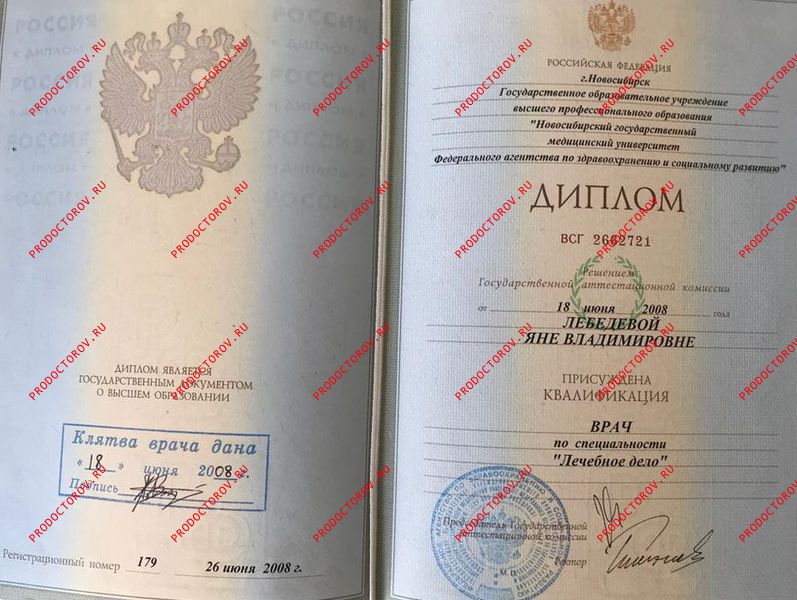 ДИПЛОМ ЯВЛЯЕТСЯ
ГОСУДАРСТВЕННЫМ ДОКУМЕНТОМ
О ВЫСШЕМ ОБРАЗОВАНИИ
Клятва врача дана
« 18 » июня 2008 г.
Подпись
Регистрационный номер 179 26 июня 2008 г.
РОССИЙСКАЯ ФЕДЕРАЦИЯ
г.Новосибирск
Государственное образовательное учреждение
высшего профессионального образования
"Новосибирский государственный
медицинский университет
Федерального агентства по здравоохранению и социальному развитию"
ДИПЛОМ
ВСГ 2662721
Решением
Государственной аттестационной комиссии
от 18 июня 2008 года
ЛЕБЕДЕВОЙ
ЯНЕ ВЛАДИМИРОВНЕ
ПРИСУЖДЕНА
КВАЛИФИКАЦИЯ
ВРАЧ
по специальности
"Лечебное дело"
Председатель Государственной
аттестационной комиссии
Ректор
М.П.
PRODOCTOROV.RU